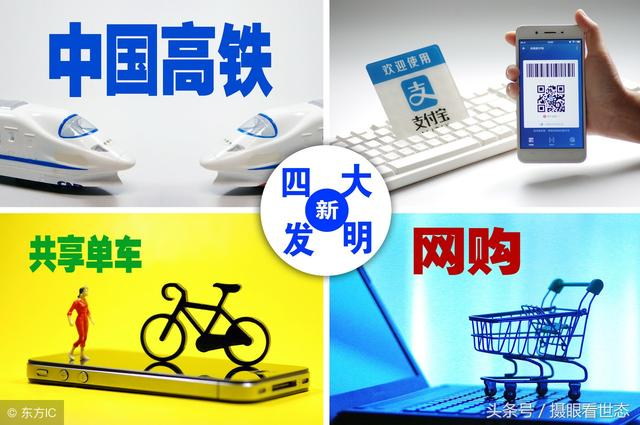 中国高铁
欢迎使用
支
支付宝
四大
新
发明
共享单车
网购
© 东方IC
头条号 / 摄眼看世态